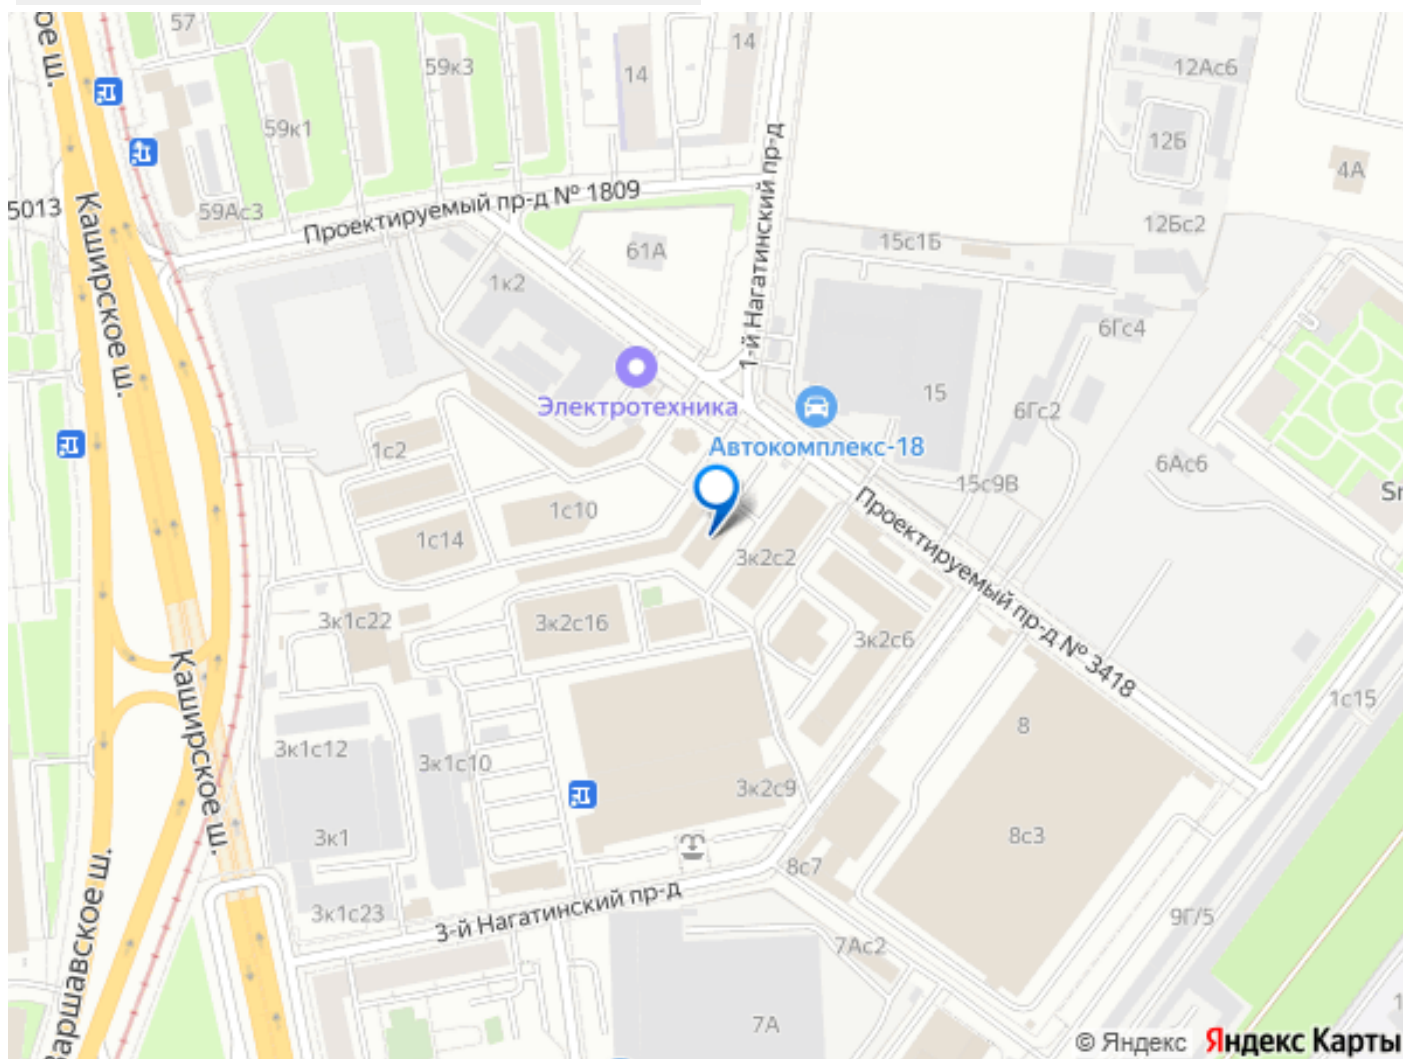 ое ш.
57
59к3
14
14
12Ас6
59к1
12Б
4А
5013
59Ас3
Проектируемый пр-д № 1809
1-й Нагатинский пр-д
12Бс2
Каширское ш.
61А
15с1Б
1к2
6Гс4
15
6Гс2
Электротехника
Автокомплекс-18
1с2
6Ас6
15с9В
Sr
1с10
1с14
Проектируемый пр-д № 3418
3к2с2
3к1с22
3к2с16
3к2с6
Каширское ш.
1с15
8
3к1с12
3к1с10
3к2с9
3к1
8с3
8с7
Варшавское ш.
3к1с23
3-й Нагатинский пр-д
9Г/5
7Ас2
7А
1
© Яндекс Яндекс Карты